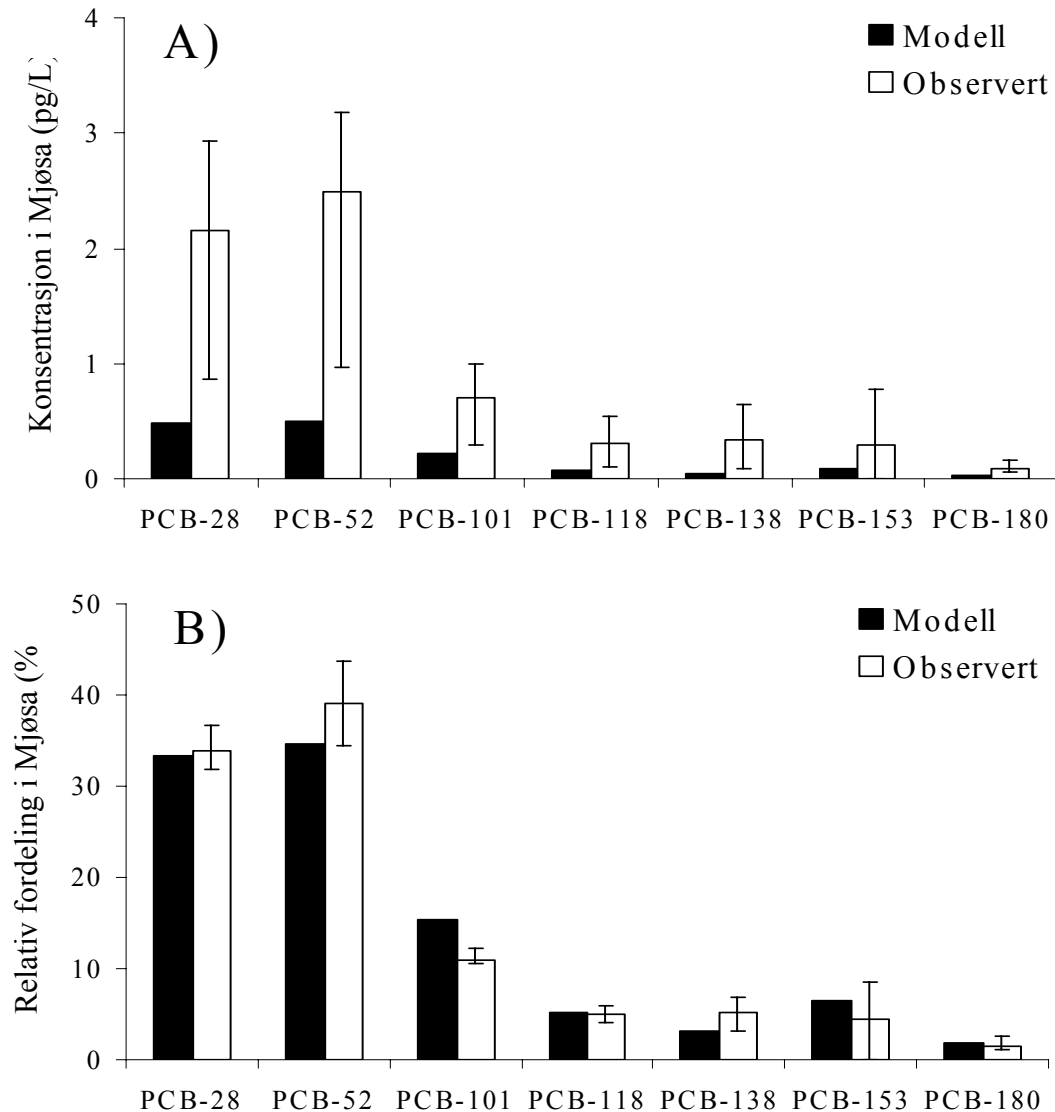 A)
Modell
Observert
Konsentrasjon i Mjøsa (pg/L)
4
3
2
1
0
PCB-28 PCB-52 PCB-101 PCB-118 PCB-138 PCB-153 PCB-180
B)
Modell
Observert
Relativ fordeling i Mjøsa (%
50
40
30
20
10
0
PCB-28 PCB-52 PCB-101 PCB-118 PCB-138 PCB-153 PCB-180